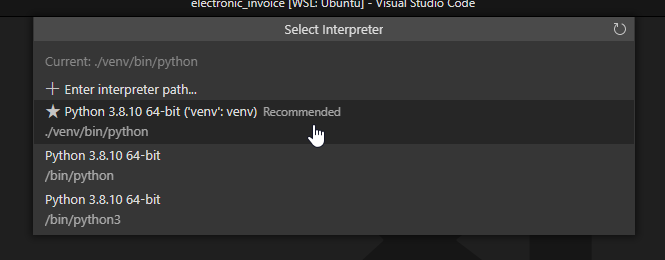 electronic_invoice [WSL: Ubuntu] - Visual Studio Code
Select Interpreter
Current: ./venv/bin/python
+ Enter interpreter path...
★ Python 3.8.10 64-bit ('venv': venv) Recommended
./venv/bin/python
Python 3.8.10 64-bit
/bin/python
Python 3.8.10 64-bit
/bin/python3